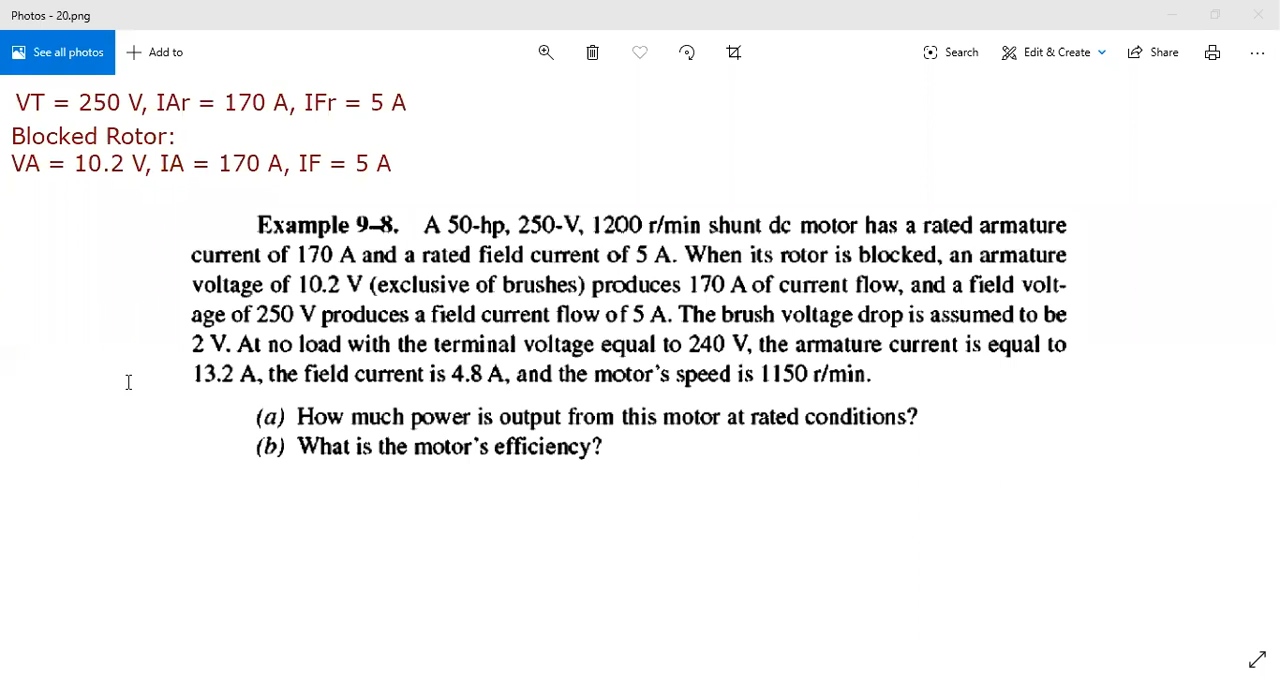 Photos - 20.png
See all photos
Add to
Search
Edit & Create
Share
VT = 250 V, IAr = 170 A, IFr = 5 A
Blocked Rotor:
VA = 10.2 V, IA = 170 A, IF = 5 A
Example 9–8. A 50-hp, 250-V, 1200 r/min shunt dc motor has a rated armature
current of 170 A and a rated field current of 5 A. When its rotor is blocked, an armature
voltage of 10.2 V (exclusive of brushes) produces 170 A of current flow, and a field volt-
age of 250 V produces a field current flow of 5 A. The brush voltage drop is assumed to be
2 V. At no load with the terminal voltage equal to 240 V, the armature current is equal to
13.2 A, the field current is 4.8 A, and the motor's speed is 1150 r/min.
(a) How much power is output from this motor at rated conditions?
(b) What is the motor's efficiency?